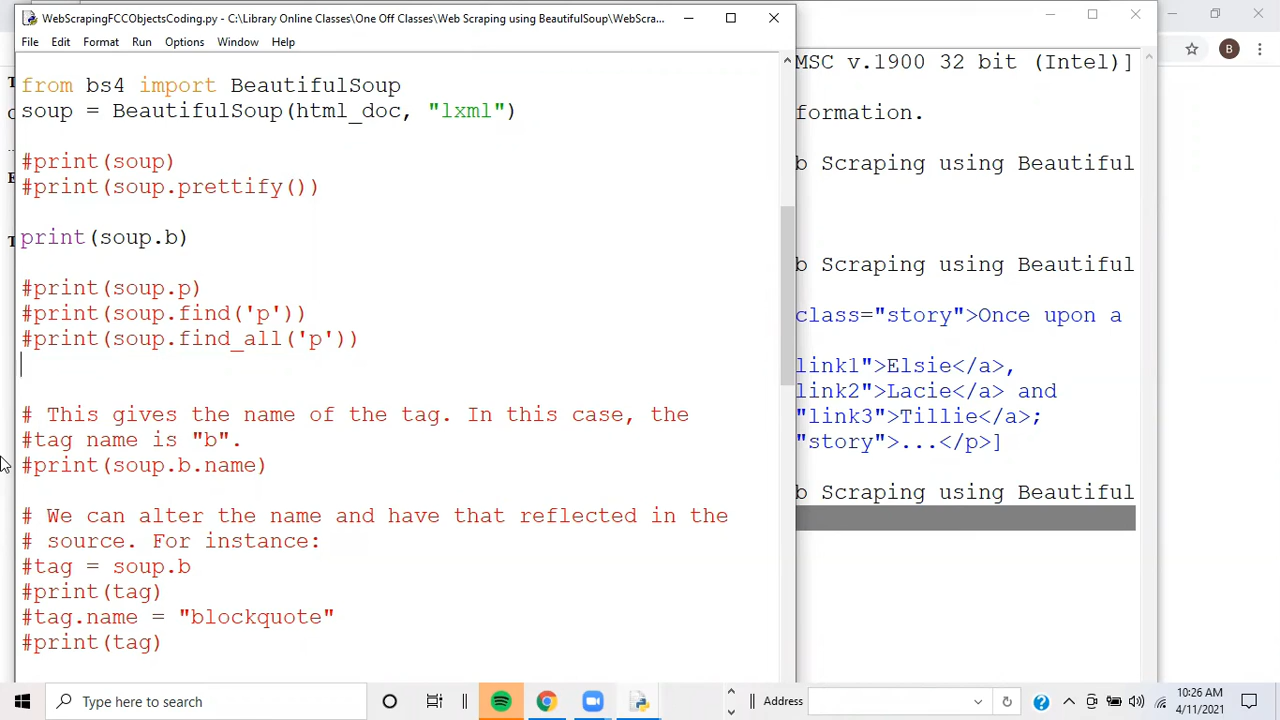 WebScrapingFCCObjectsCoding.py - C:\Library Online Classes\One Off Classes\Web Scraping using BeautifulSoup\WebScra...
File Edit Format Run Options Window Help
from bs4 import BeautifulSoup
soup = BeautifulSoup(html_doc, "lxml")
#print(soup)
#print(soup.prettify())
print(soup.b)
#print(soup.p)
#print(soup.find('p'))
#print(soup.find_all('p'))
# This gives the name of the tag. In this case, the
#tag name is "b".
#print(soup.b.name)
# We can alter the name and have that reflected in the
# source. For instance:
#tag = soup.b
#print(tag)
#tag.name = "blockquote"
#print(tag)
MSC v.1900 32 bit (Intel)]
formation.
b Scraping using Beautiful
b Scraping using Beautiful
class="story">Once upon a
link1">Elsie</a>,
link2">Lacie</a> and
"link3">Tillie</a>;
"story">...</p>]
b Scraping using Beautiful
B
Type here to search
Address
10:26 AM
4/11/2021